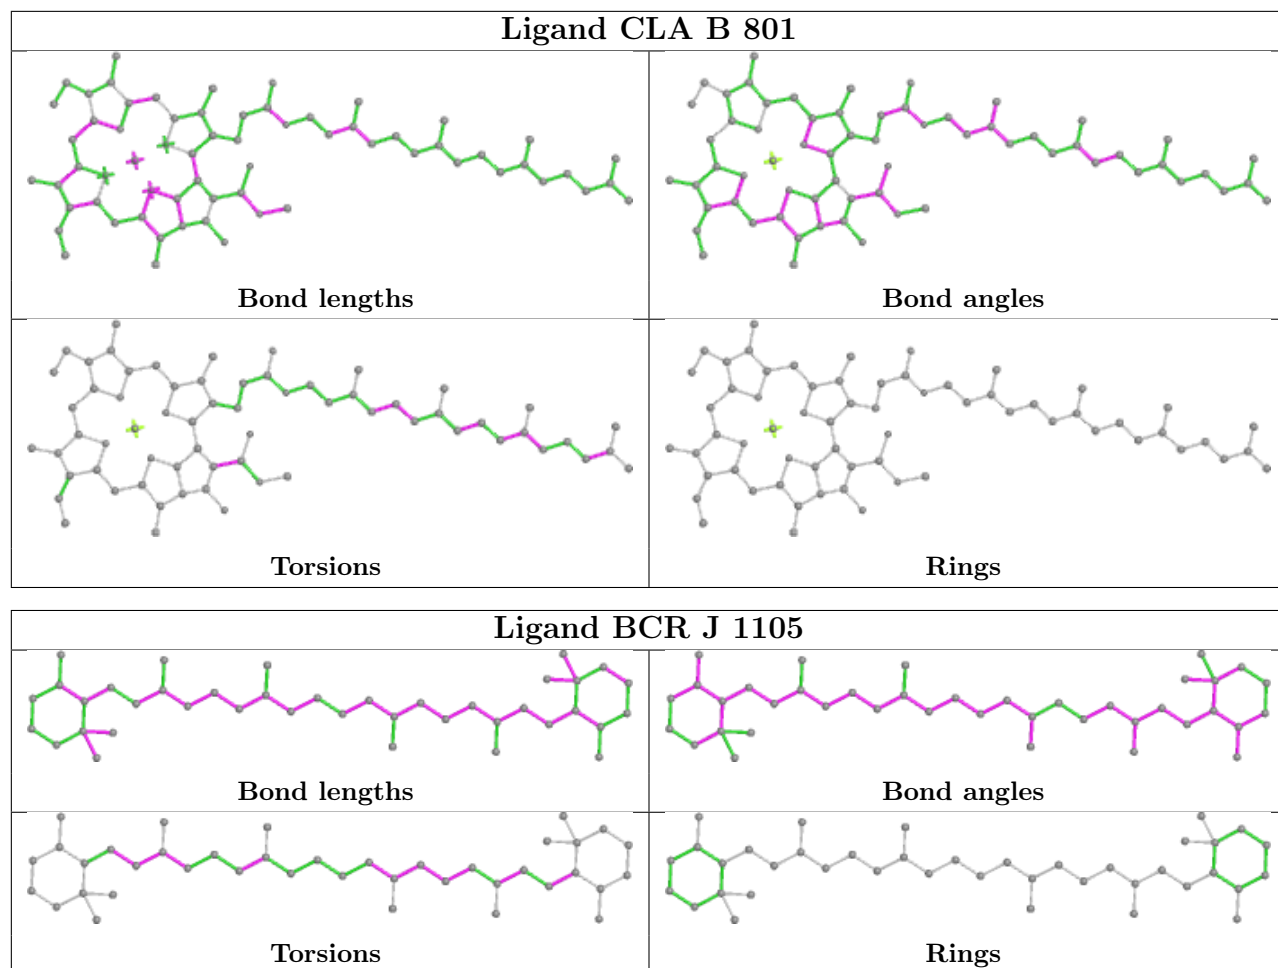 Ligand CLA B 801
Bond lengths
Bond angles
Torsions
Rings
Ligand BCR J 1105
Bond lengths
Bond angles
Torsions
Rings